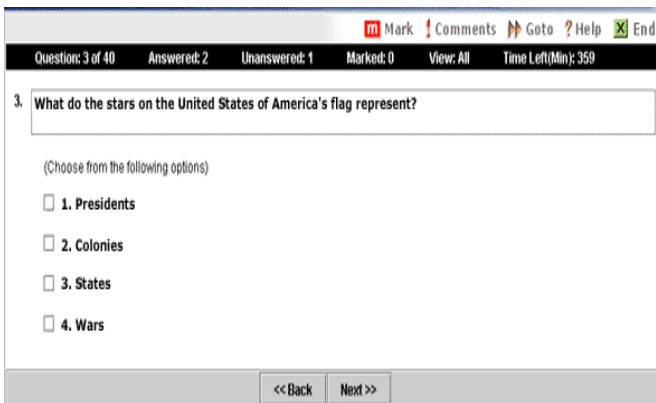 m Mark ! Comments Goto ? Help X End
Question: 3 of 40 Answered: 2 Unanswered: 1 Marked: 0 View: All Time Left(Min): 359
3. What do the stars on the United States of America's flag represent?
(Choose from the following options)
1. Presidents
2. Colonies
3. States
4. Wars
<< Back Next >>